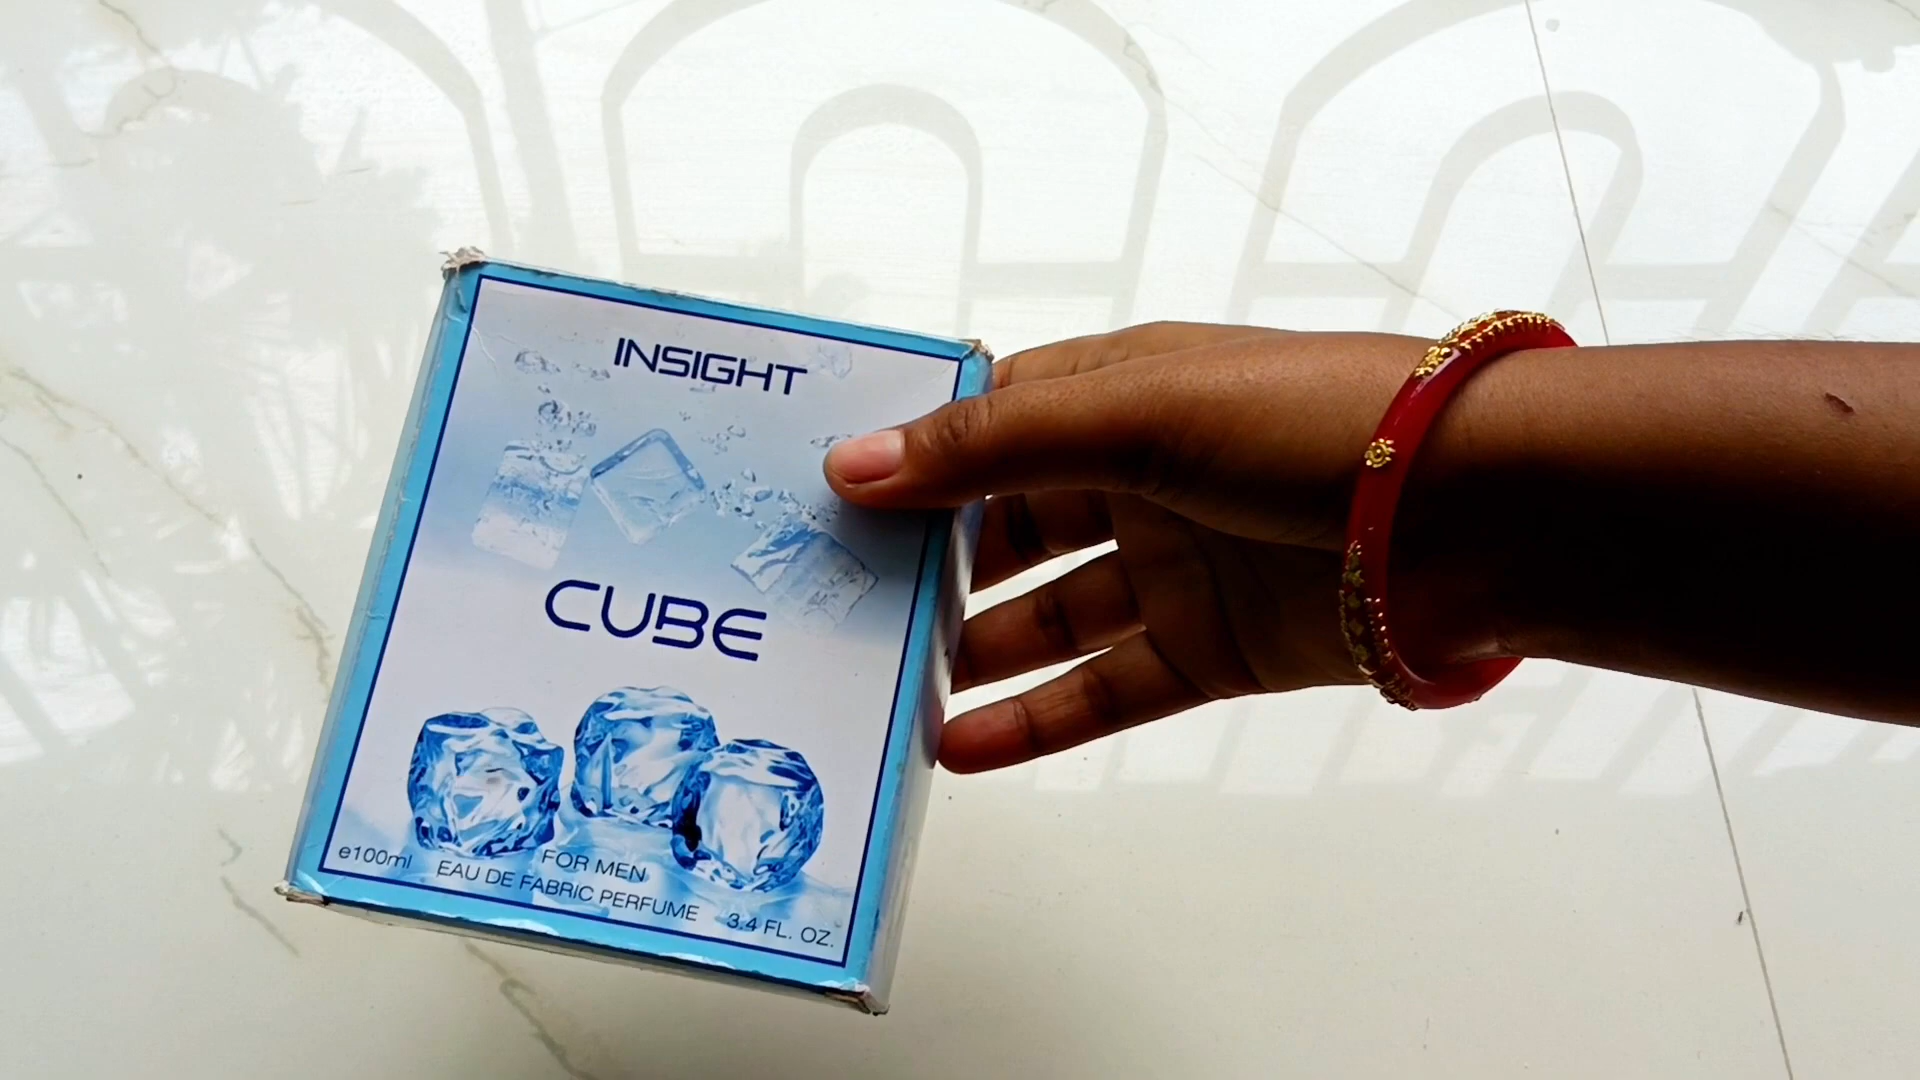 INSIGHT
CUBE
e100ml
FOR MEN
EAU DE FABRIC PERFUME
3.4 FL. OZ.